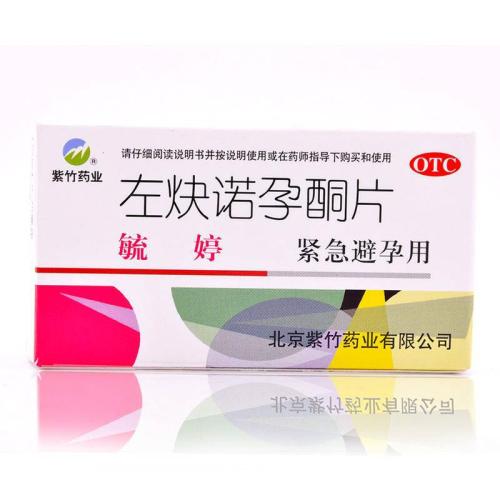 紫竹药业
®
请仔细阅读说明书并按说明使用或在药师指导下购买和使用
OTC
左炔诺孕酮片
毓 婷
紧急避孕用
北京紫竹药业有限公司